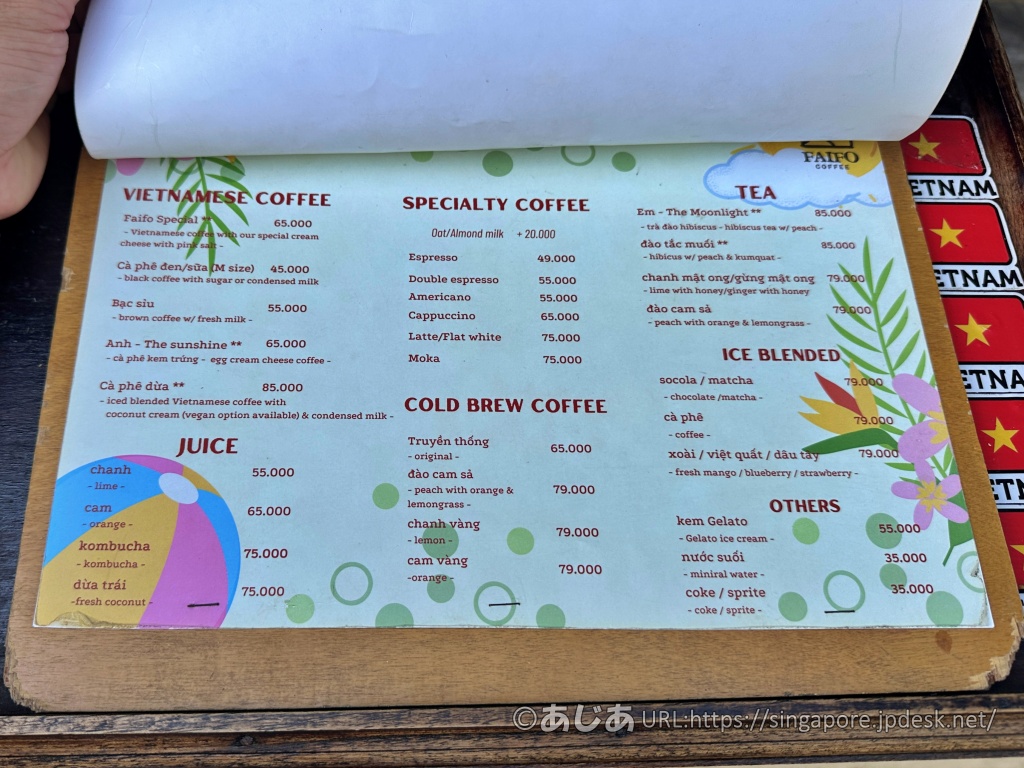 FAIFO
COFFEE
VIETNAMESE COFFEE
Faifo Special ** 65.000
- Vietnamese coffee with our special cream
cheese with pink salt -
Cà phê đen/sữa (M size) 45.000
- black coffee with sugar or condensed milk
Bạc sỉu 55.000
- brown coffee w/ fresh milk -
Anh - The sunshine ** 65.000
- cà phê kem trứng - egg cream cheese coffee -
Cà phê dừa ** 85.000
- iced blended Vietnamese coffee with
coconut cream (vegan option available) & condensed milk -
JUICE
chanh 55.000
- lime -
cam 65.000
- orange -
kombucha 75.000
- kombucha -
dừa trái 75.000
-fresh coconut -
SPECIALTY COFFEE
Oat/Almond milk + 20.000
Espresso 49.000
Double espresso 55.000
Americano 55.000
Cappuccino 65.000
Latte/Flat white 75.000
Moka 75.000
COLD BREW COFFEE
Truyền thống 65.000
- original -
đào cam sả 79.000
- peach with orange &
lemongrass -
chanh vàng 79.000
- lemon -
cam vàng 79.000
-orange -
TEA
Em - The Moonlight ** 85.000
- trà đào hibiscus - hibiscus tea w/ peach -
đào tắc muối ** 85.000
- hibicus w/ peach & kumquat -
chanh mật ong/gừng mật ong 79.000
- lime with honey/ginger with honey
đào cam sả 79.000
- peach with orange & lemongrass -
ICE BLENDED
socola / matcha 79.000
- chocolate /matcha -
cà phê 79.000
- coffee -
xoài / việt quất / dâu tây 79.000
- fresh mango / blueberry / strawberry -
OTHERS
kem Gelato 55.000
- Gelato ice cream -
nước suối 35.000
- miniral water -
coke / sprite 35.000
- coke / sprite -
ETNAM
ETNAM
ETNAM
ETNA
ETN
©あじあ URL:https://singapore.jpdesk.net/